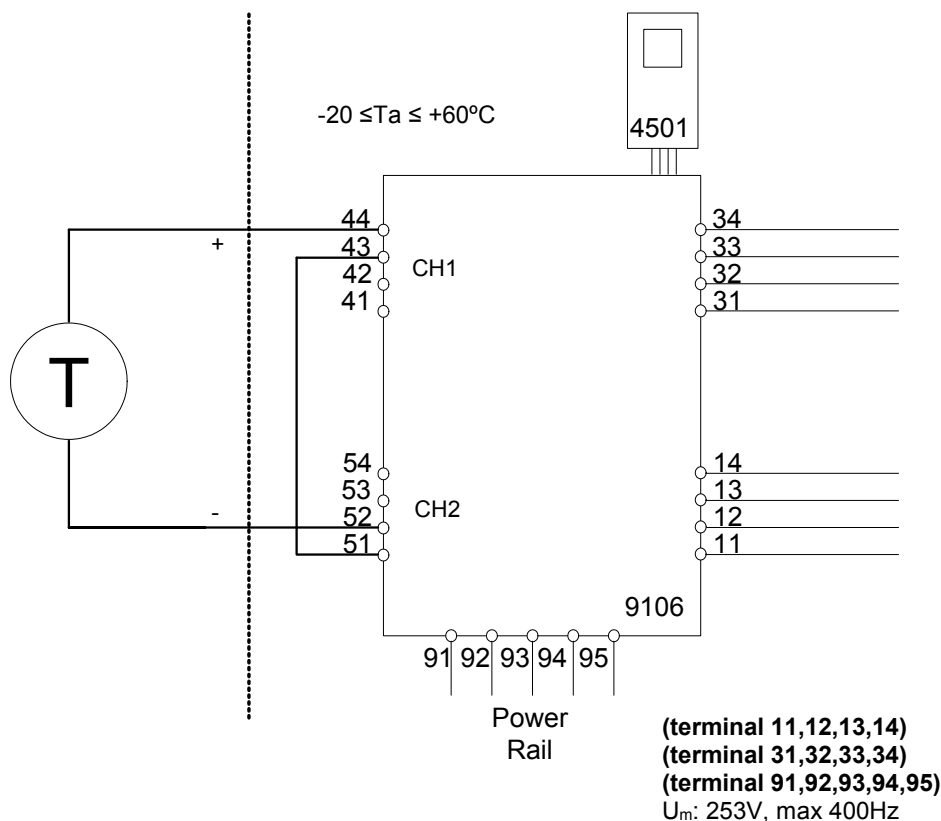 -20 ≤Ta ≤ +60ºC
4501
44
43
42
41
CH1
+
T
-
54
53
52
51
CH2
34
33
32
31
14
13
12
11
9106
91 92 93 94 95
Power
Rail
(terminal 11,12,13,14)
(terminal 31,32,33,34)
(terminal 91,92,93,94,95)
Um: 253V, max 400Hz